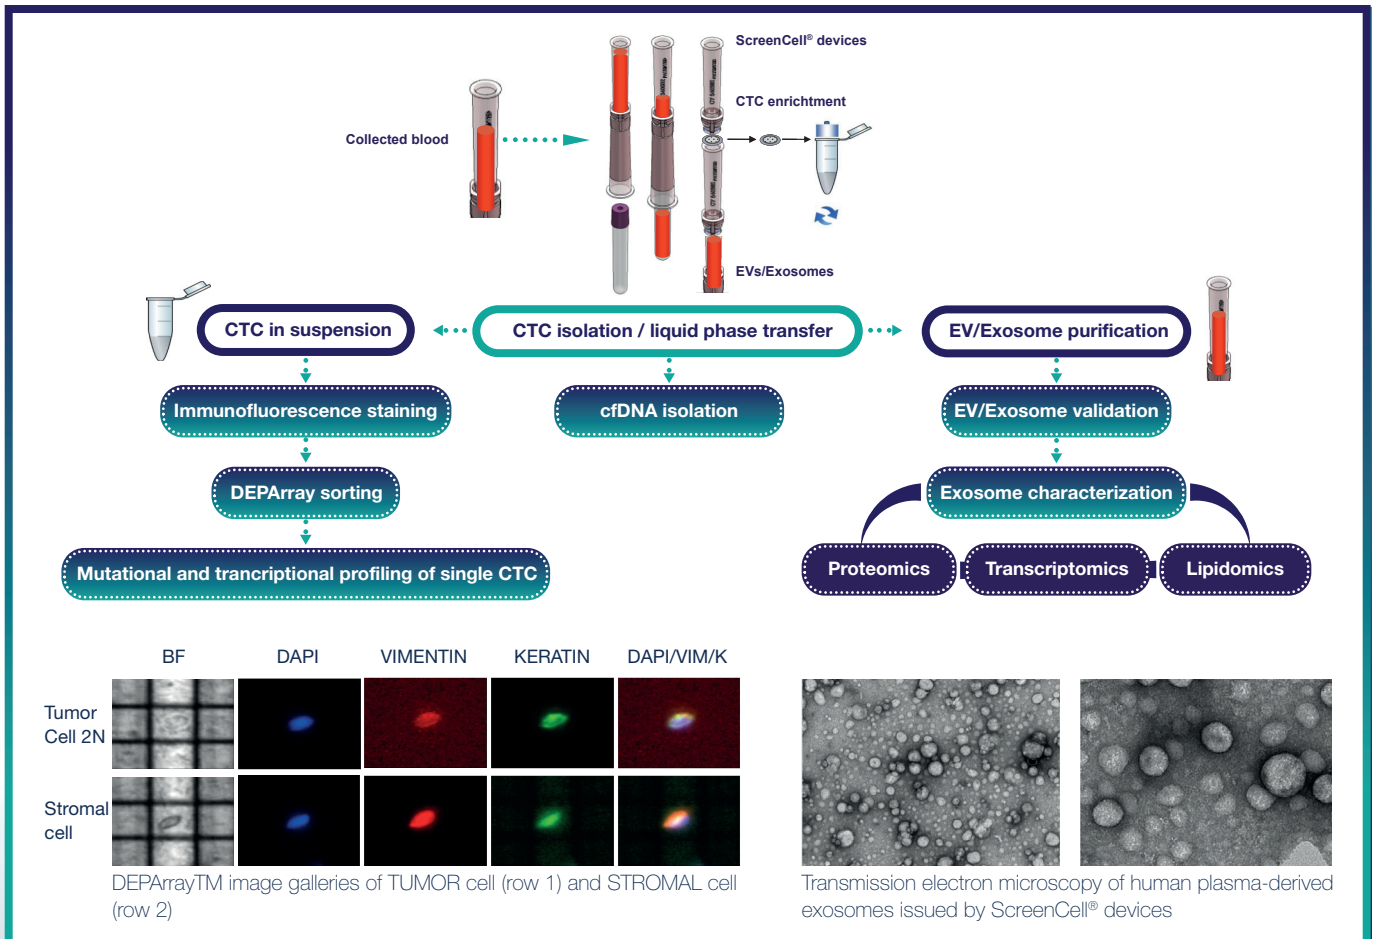 ScreenCell® devices
CTC enrichtment
Collected blood
EVs/Exosomes
CTC in suspension
CTC isolation / liquid phase transfer
EV/Exosome purification
Immunofluorescence staining
cfDNA isolation
EV/Exosome validation
DEPArray sorting
Exosome characterization
Mutational and trancriptional profiling of single CTC
Proteomics
Transcriptomics
Lipidomics
BF
DAPI
VIMENTIN
KERATIN
DAPI/VIM/K
Tumor
Cell 2N
Stromal
cell
DEPArrayTM image galleries of TUMOR cell (row 1) and STROMAL cell
(row 2)
Transmission electron microscopy of human plasma-derived
exosomes issued by ScreenCell® devices